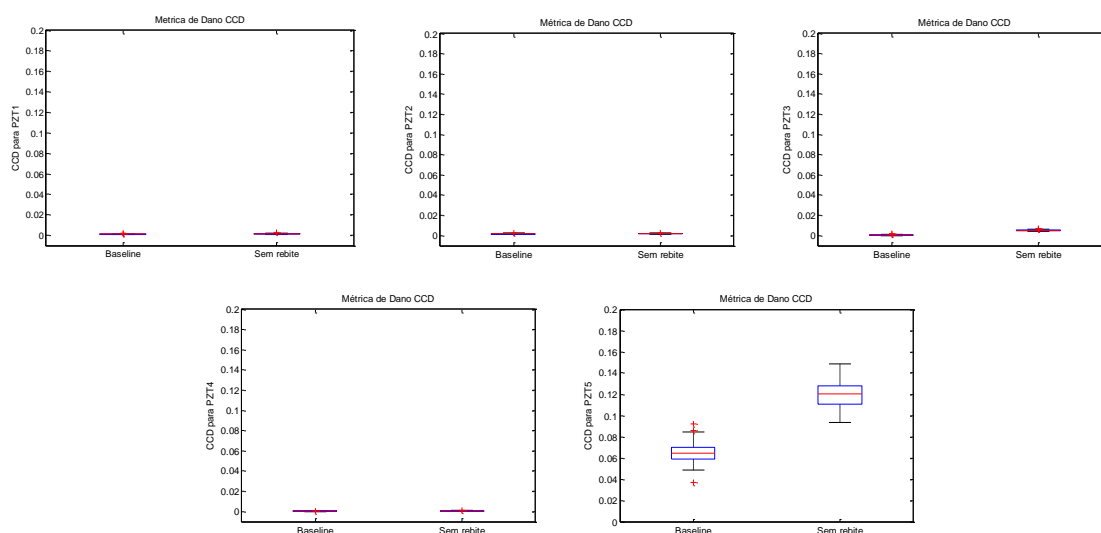 Metrica de Dano CCD
CCD para PZT1
0.2
0.18
0.16
0.14
0.12
0.1
0.08
0.06
0.04
0.02
0
Baseline
Sem rebite
Métrica de Dano CCD
CCD para PZT2
0.2
0.18
0.16
0.14
0.12
0.1
0.08
0.06
0.04
0.02
0
Baseline
Sem rebite
Métrica de Dano CCD
CCD para PZT3
0.2
0.18
0.16
0.14
0.12
0.1
0.08
0.06
0.04
0.02
0
Baseline
Sem rebite
Métrica de Dano CCD
CCD para PZT4
0.2
0.18
0.16
0.14
0.12
0.1
0.08
0.06
0.04
0.02
0
Baseline
Sem rebite
Métrica de Dano CCD
CCD para PZT5
0.2
0.18
0.16
0.14
0.12
0.1
0.08
0.06
0.04
0.02
0
Baseline
Sem rebite